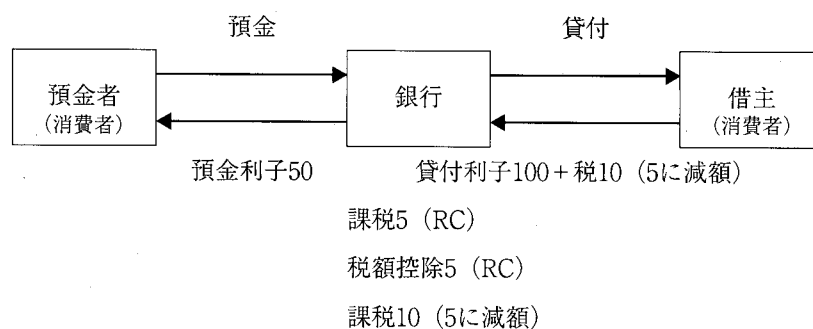 預金
貸付
預金者
(消費者)
銀行
借主
(消費者)
預金利子50
貸付利子100+税10(5に減額)
課税5(RC)
税額控除5(RC)
課税10(5に減額)